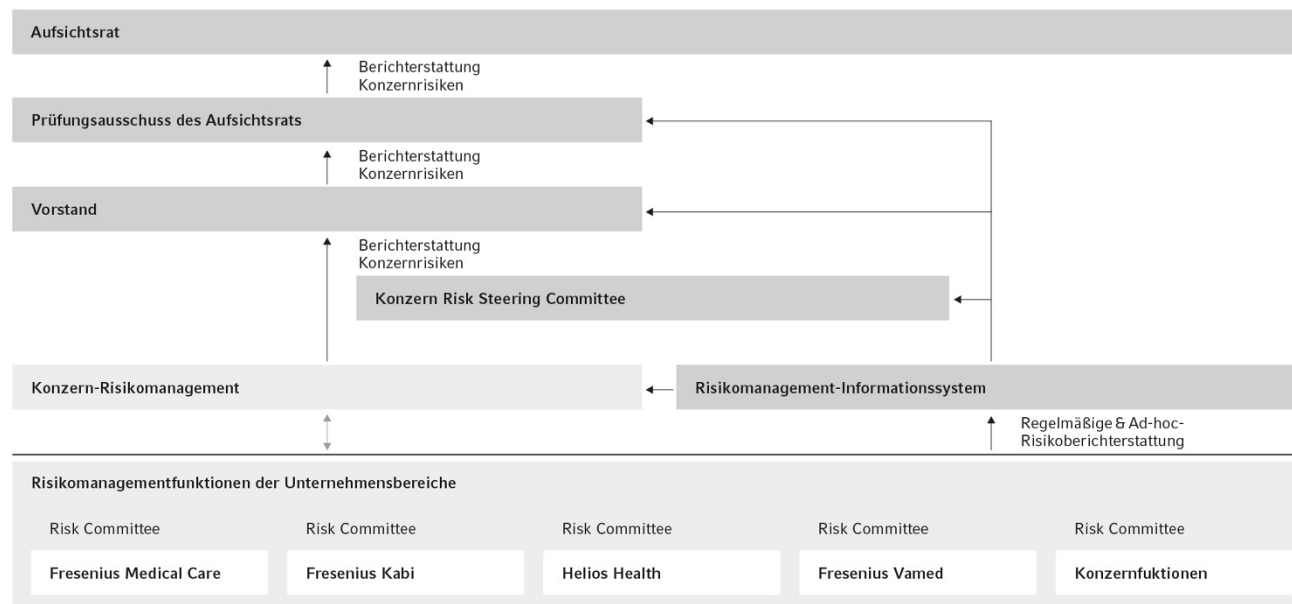 Aufsichtsrat
Berichterstattung
Konzernrisiken
Prüfungsausschuss des Aufsichtsrats
Berichterstattung
Konzernrisiken
Vorstand
Berichterstattung
Konzernrisiken
Konzern Risk Steering Committee
Konzern-Risikomanagement
Risikomanagement-Informationssystem
Regelmäßige & Ad-hoc-
Risikoberichterstattung
Risikomanagementfunktionen der Unternehmensbereiche
Risk Committee
Fresenius Medical Care
Risk Committee
Fresenius Kabi
Risk Committee
Helios Health
Risk Committee
Fresenius Vamed
Risk Committee
Konzernfuktionen